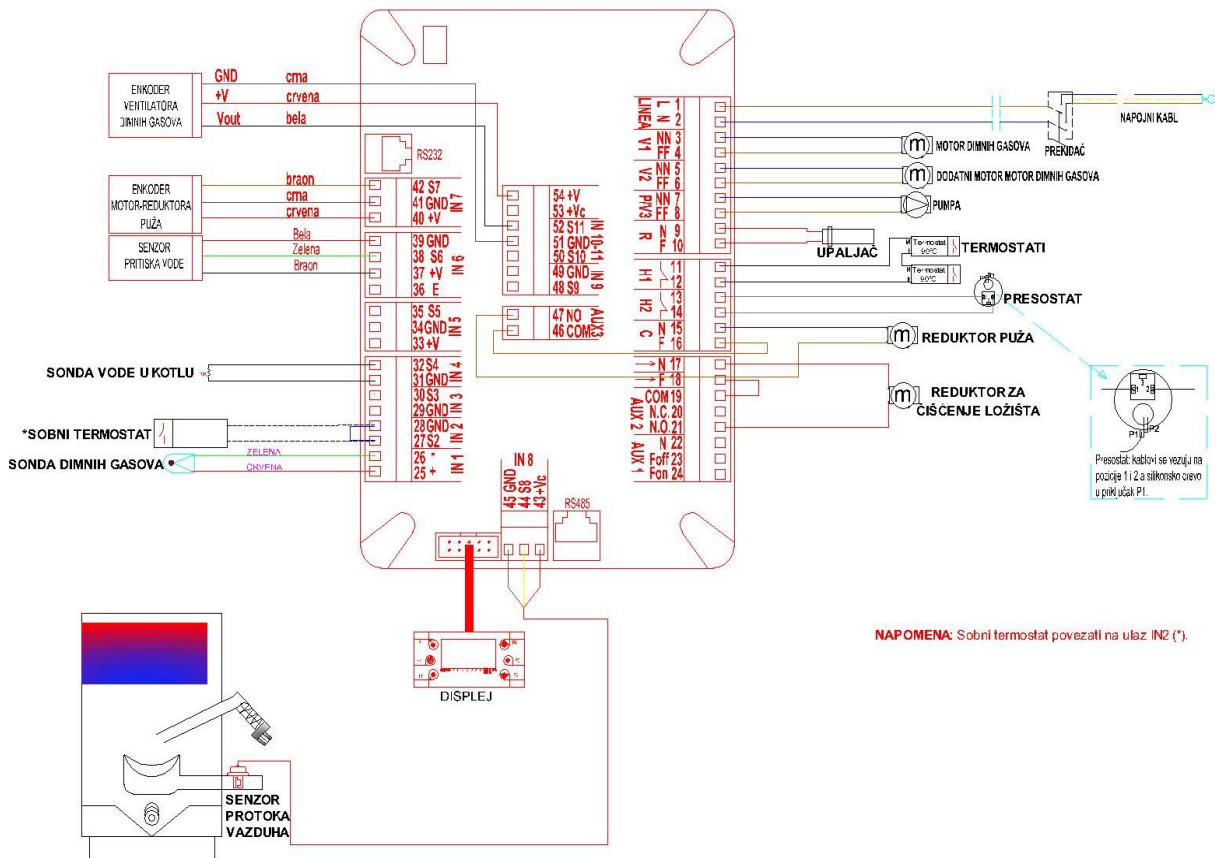 GND crna
+V crvena
Vout bela
ENKODER
VENTILATORA
DIMNIH GASOVA
RS232
braon
crna
crvena
ENKODER
MOTOR-REDUKTORA
PUŽA
Bela
Zelena
Braon
SENZOR
PRITISKA VODE
42 S7
41 GND
40 +V
IN 7
39 GND
38 S6
37 +V
36 E
IN 6
35 S5
34 GND
33 +V
IN 5
32 S4
31 GND
IN 4
30 S3
29 GND
IN 3
28 GND
27 S2
IN 2
26 -
25 +
IN 1
54 +V
53 +Vc
52 S11
51 GND
50 S10
IN 10-11
49 GND
48 S9
IN 9
47 NO
46 COM
AUX3
SONDA VODE U KOTLU
*SOBNI TERMOSTAT
SONDA DIMNIH GASOVA
ZELENA
CRVENA
LINEA
L 1
N 2
V1
NN 3
FF 4
V2
NN 5
FF 6
P/V3
NN 7
FF 8
R
N 9
F 10
H1
11
12
H2
13
14
C
N 15
F 16
N 17
F 18
COM 19
N.C. 20
N.O. 21
AUX 2
N 22
Foff 23
Fon 24
AUX 1
NAPOJNI KABL
PREKIDAČ
m MOTOR DIMNIH GASOVA
m DODATNI MOTOR MOTOR DIMNIH GASOVA
PUMPA
UPALJAČ
Termostat
90°C
TERMOSTATI
Termostat
90°C
PRESOSTAT
m REDUKTOR PUŽA
m REDUKTOR ZA
ČIŠĆENJE LOŽIŠTA
3
1 2
P1 P2
Presostat: kablovi se vezuju na
pozicije 1 i 2 a silikonsko crevo
u priključak P1.
IN 8
45 GND
44 S8
43 +Vc
RS485
DISPLEJ
NAPOMENA: Sobni termostat povezati na ulaz IN2 (*).
SENZOR
PROTOKA
VAZDUHA